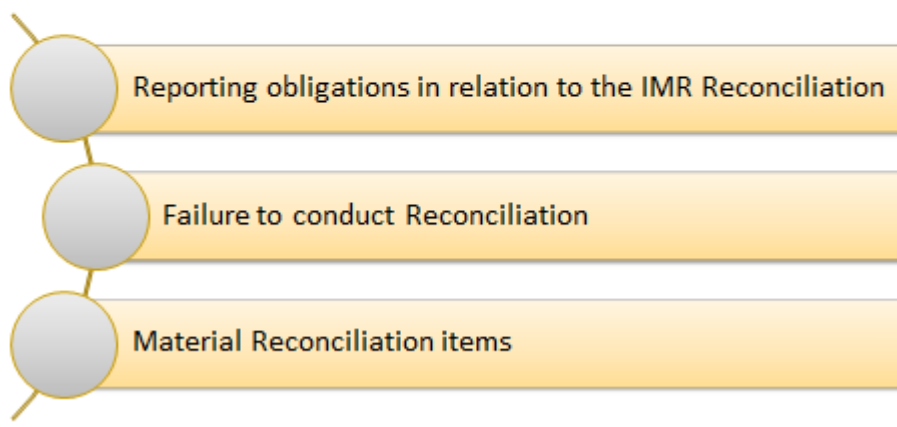 Reporting obligations in relation to the IMR Reconciliation
Failure to conduct Reconciliation
Material Reconciliation items